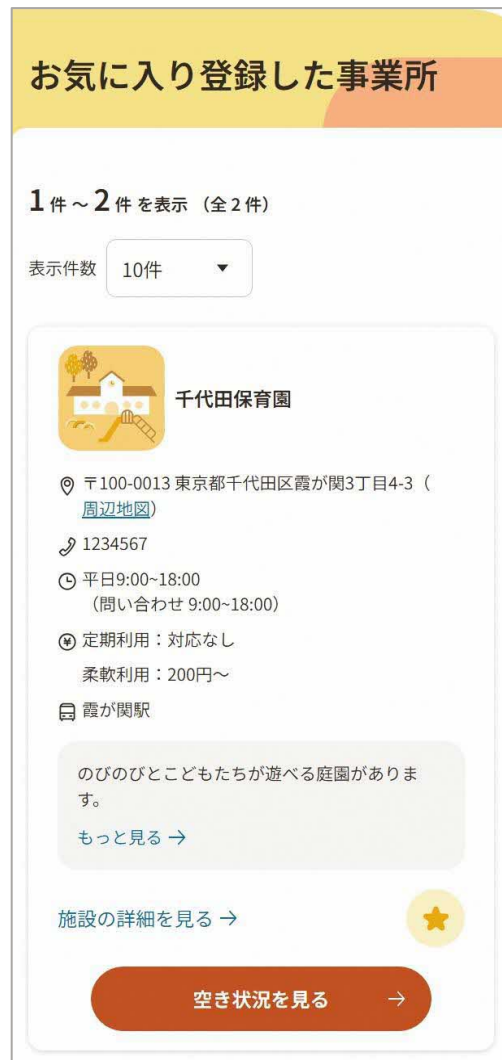 お気に入り登録した事業所
1 件 ～ 2 件 を表示 （全 2 件）
表示件数 10件
千代田保育園
〒100-0013 東京都千代田区霞が関3丁目4-3（
周辺地図）
1234567
平日9:00~18:00
（問い合わせ 9:00~18:00）
定期利用：対応なし
柔軟利用：200円～
霞が関駅
のびのびとこどもたちが遊べる庭園がありま
す。
もっと見る →
施設の詳細を見る →
空き状況を見る →